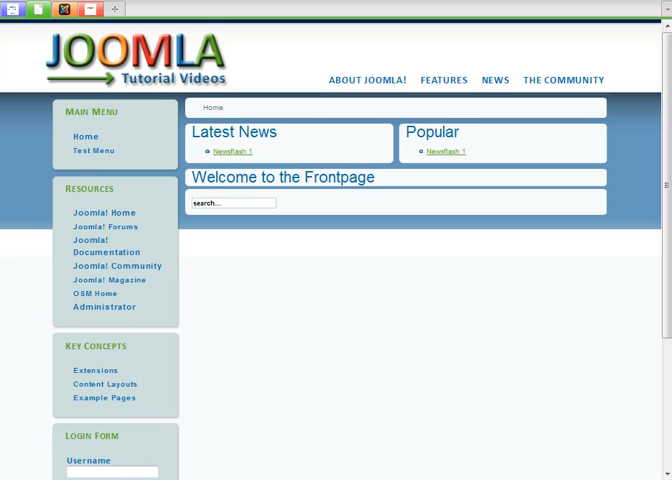 JOOMLA
Tutorial Videos
ABOUT JOOMLA! FEATURES NEWS THE COMMUNITY
MAIN MENU
Home
Test Menu
RESOURCES
Joomla! Home
Joomla! Forums
Joomla!
Documentation
Joomla! Community
Joomla! Magazine
OSM Home
Administrator
KEY CONCEPTS
Extensions
Content Layouts
Example Pages
LOGIN FORM
Username
Home
Latest News
Newsflash 1
Popular
Newsflash 1
Welcome to the Frontpage
search...